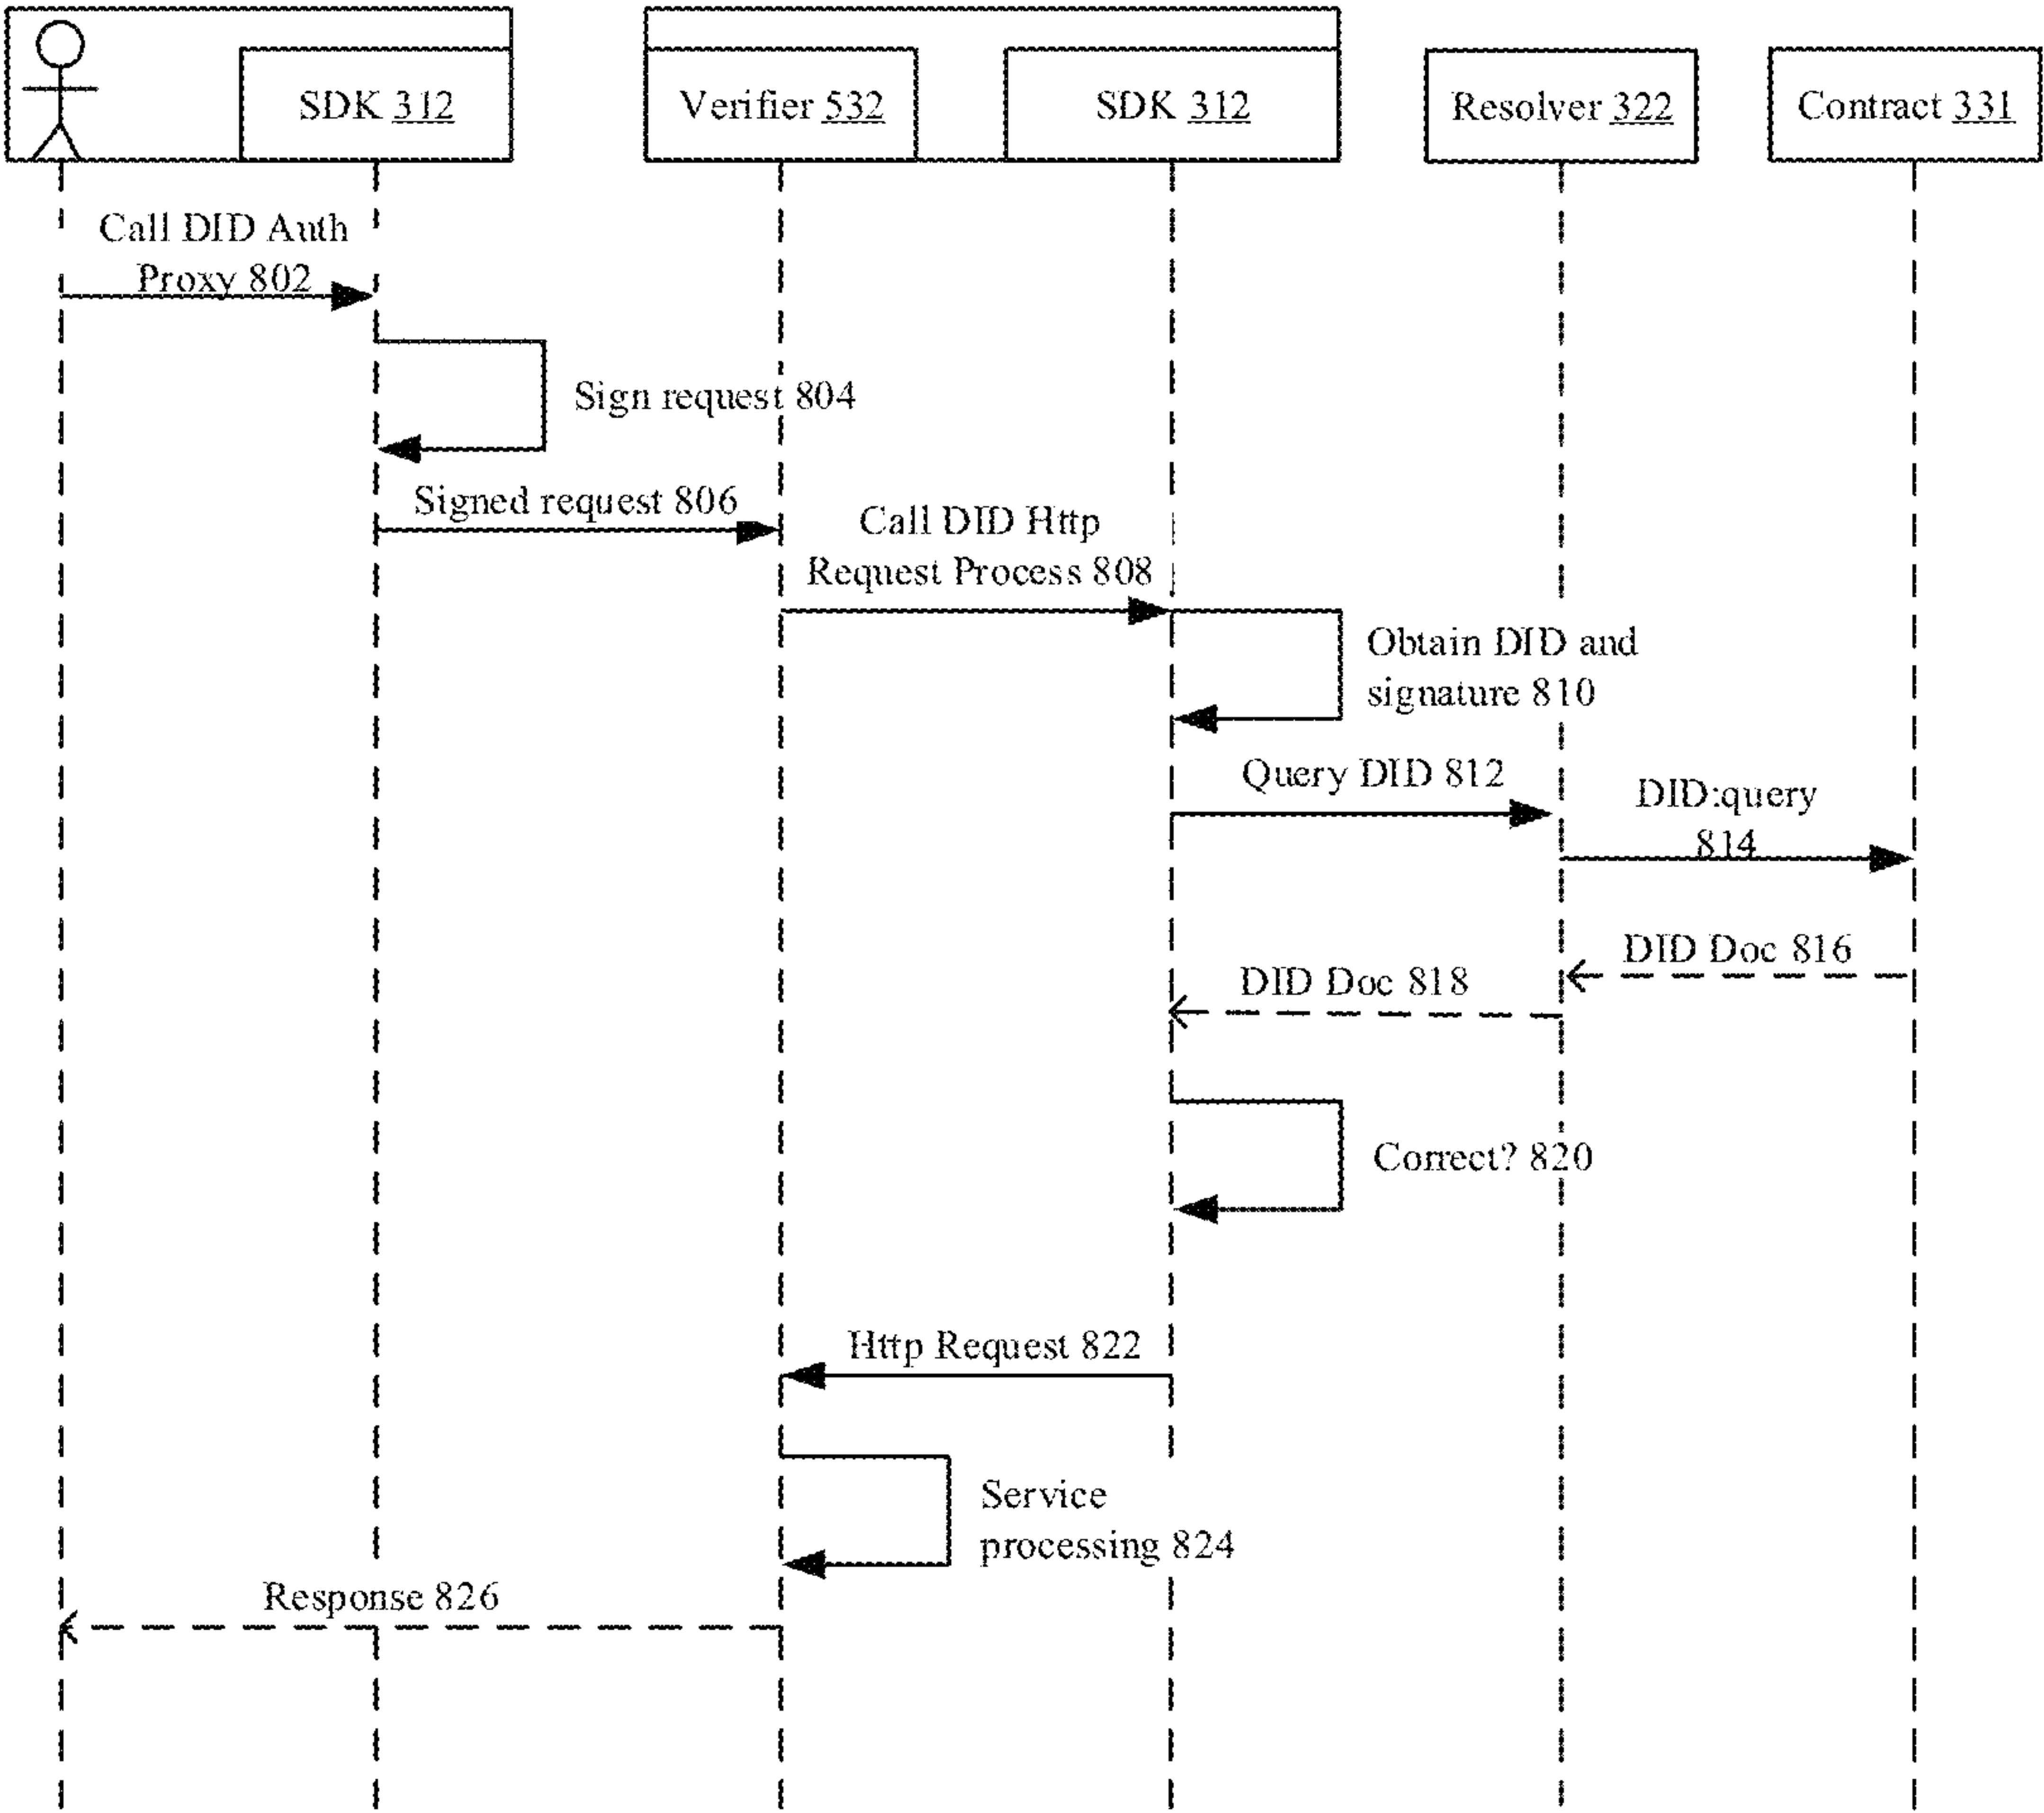 SDK 312
Verifier 532
SDK 312
Resolver 322
Contract 331
Call DID Auth
Proxy 802
Sign request 804
Signed request 806
Call DID Http
Request Process 808
Obtain DID and
signature 810
Query DID 812
DID:query
814
DID Doc 816
DID Doc 818
Correct? 820
Http Request 822
Service
processing 824
Response 826